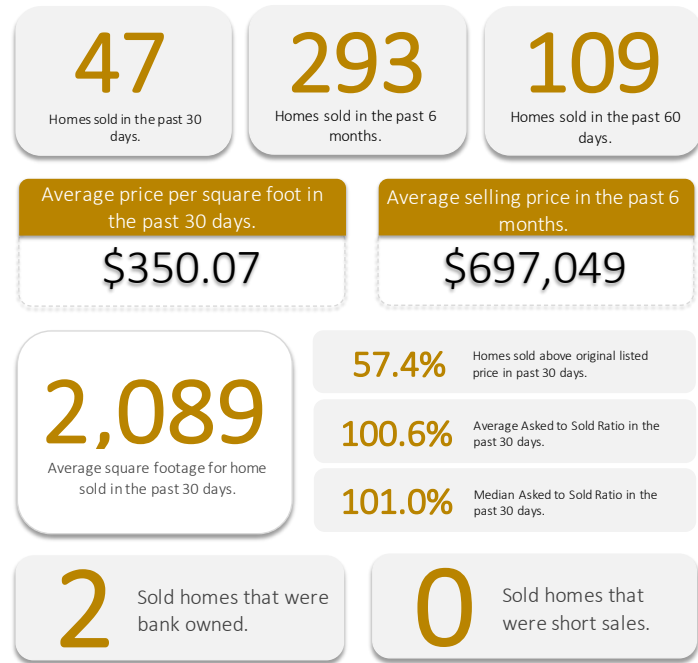 47
Homes sold in the past 30
days.
293
Homes sold in the past 6
months.
109
Homes sold in the past 60
days.
Average price per square foot in
the past 30 days.
$350.07
Average selling price in the past 6
months.
$697,049
2,089
Average square footage for home
sold in the past 30 days.
57.4%
Homes sold above original listed
price in past 30 days.
100.6%
Average Asked to Sold Ratio in the
past 30 days.
101.0%
Median Asked to Sold Ratio in the
past 30 days.
2
Sold homes that were
bank owned.
0
Sold homes that
were short sales.